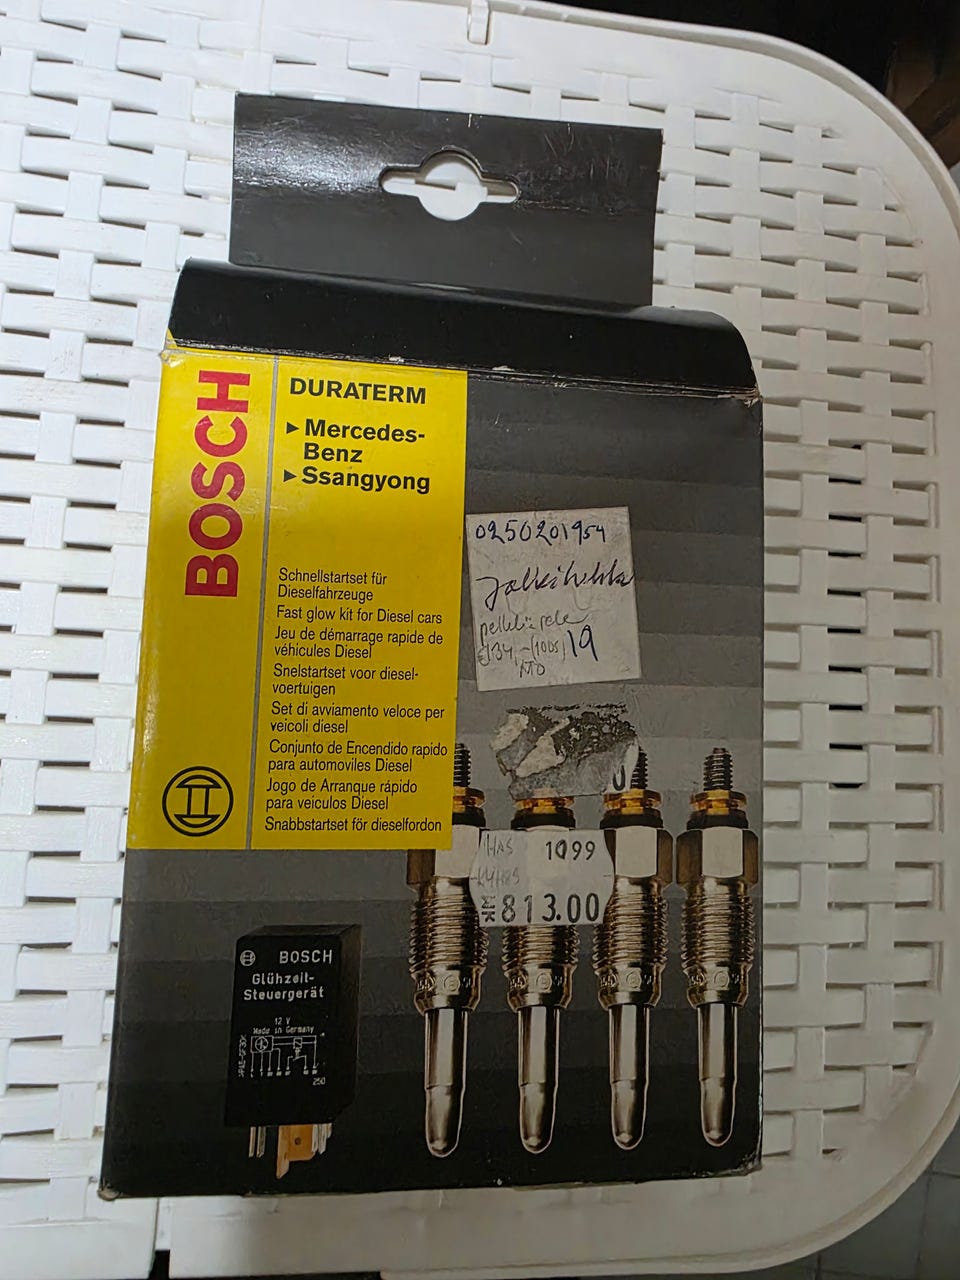 BOSCH
DURATERM
▸ Mercedes-
Benz
▸ Ssangyong
Schnellstartset für
Dieselfahrzeuge
Fast glow kit for Diesel cars
Jeu de démarrage rapide de
véhicules Diesel
Snelstartset voor diesel-
voertuigen
Set di avviamento veloce per
veicoli diesel
Conjunto de Encendido rapido
para automoviles Diesel
Jogo de Arranque rápido
para veiculos Diesel
Snabbstartset för dieselfordon
0250201954
19
1099
813.00
BOSCH
Glühzeit-
Steuergerät
12 V
Made in Germany
250